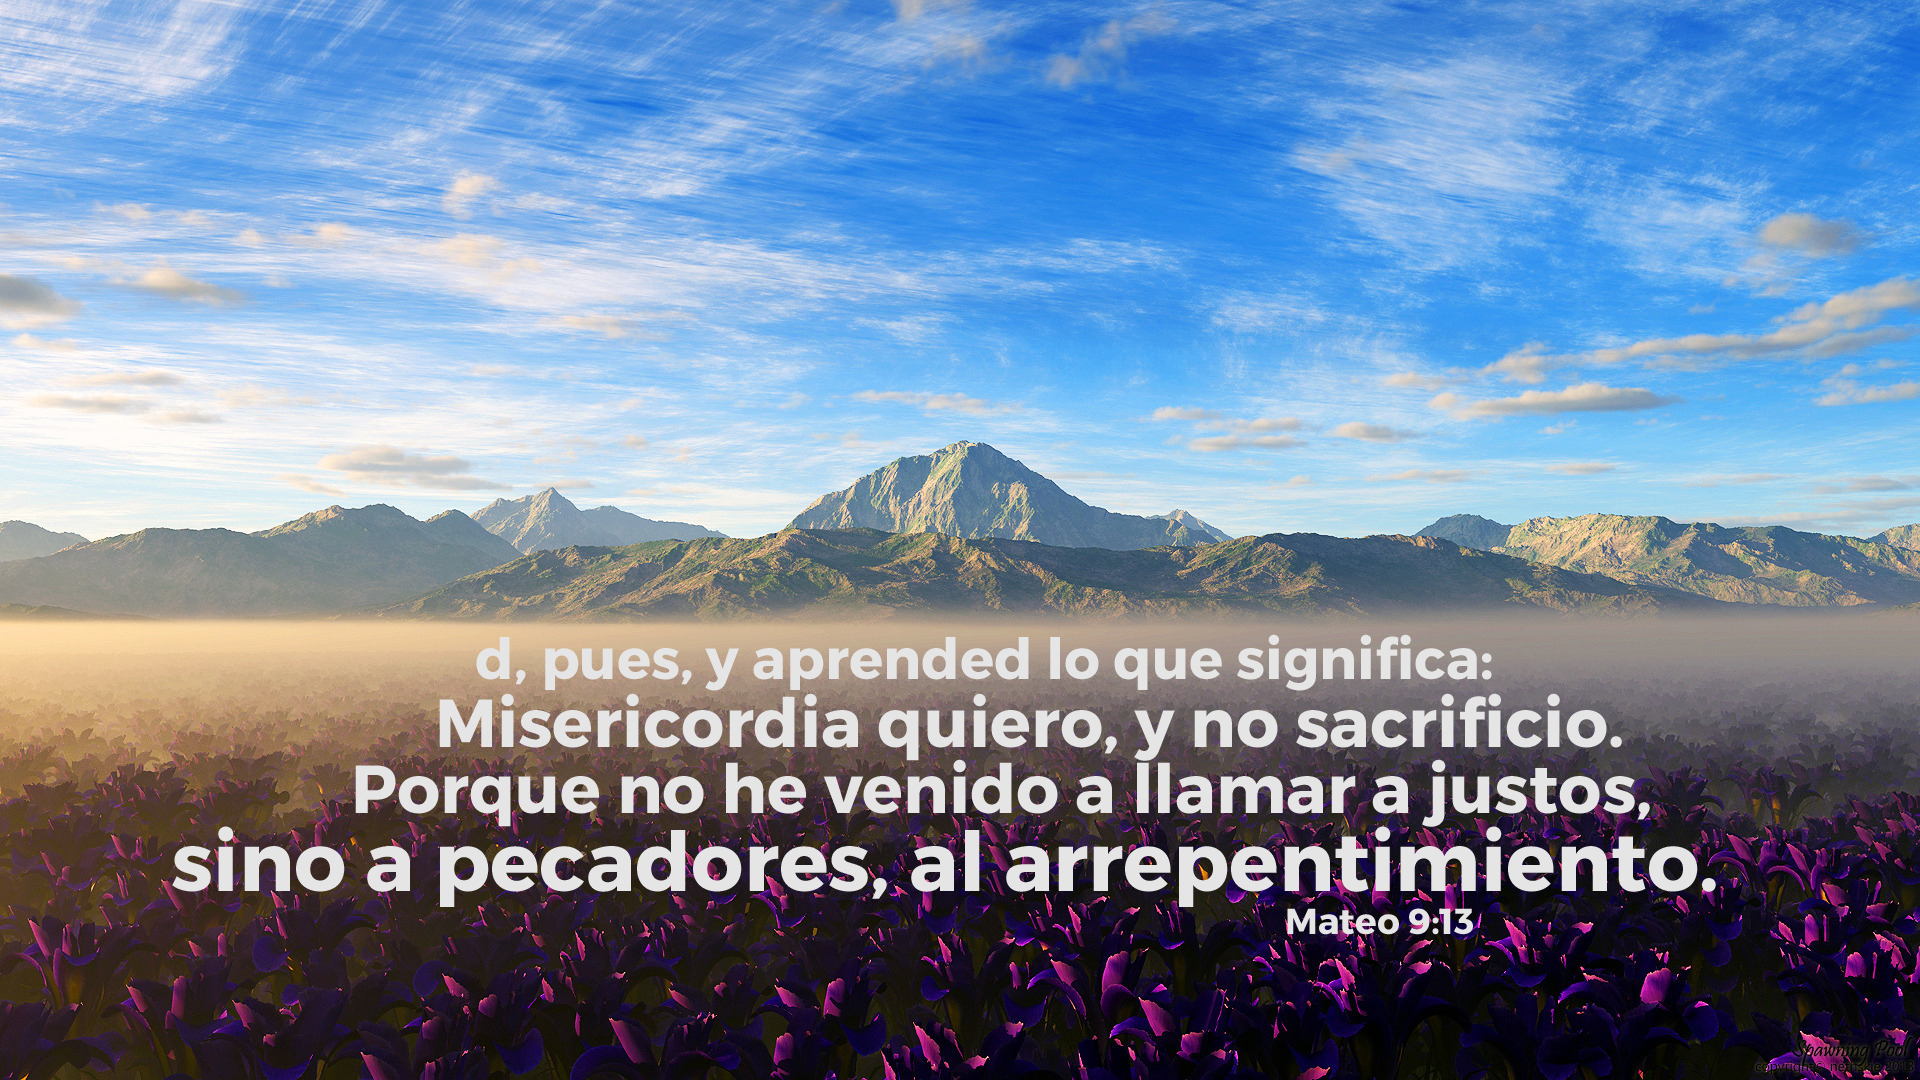 d, pues, y aprended lo que significa:
Misericordia quiero, y no sacrificio.
Porque no he venido a llamar a justos,
sino a pecadores, al arrepentimiento.
Mateo 9:13
Spawning Pool